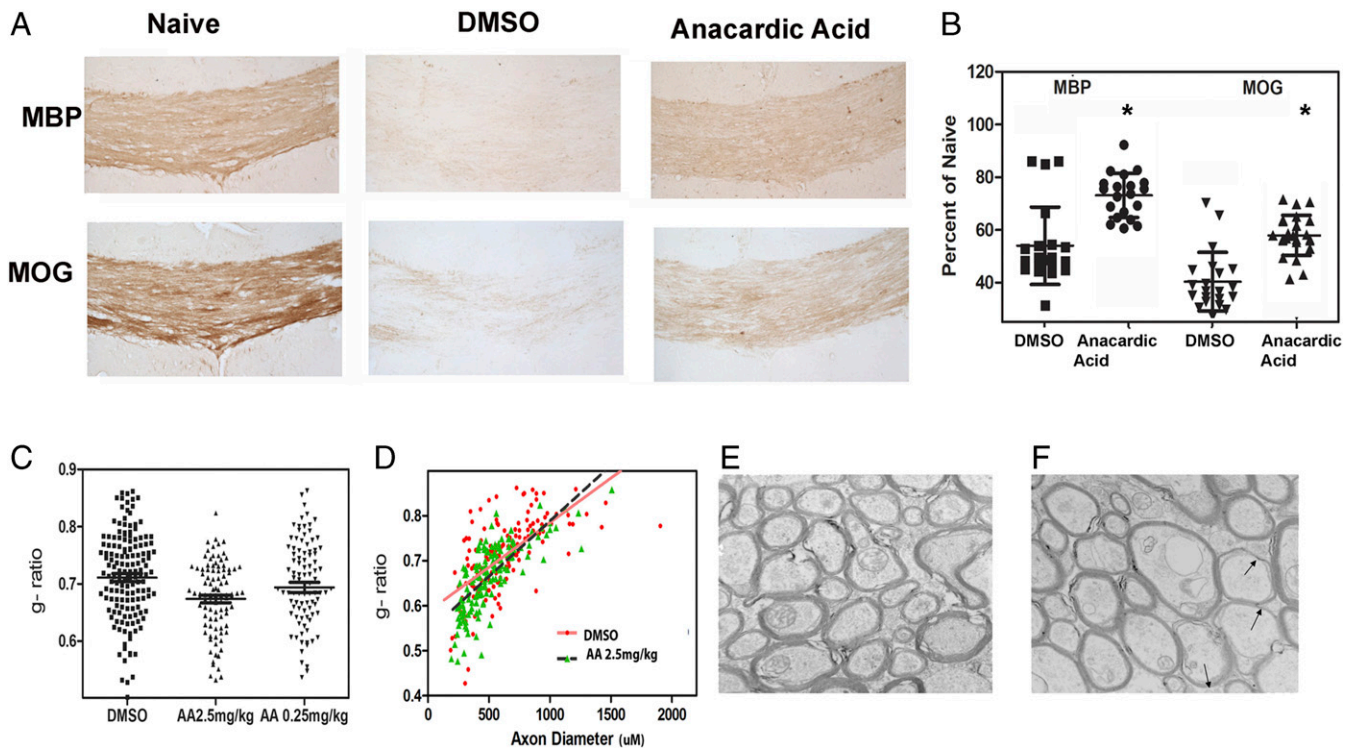 A
Naive
DMSO
Anacardic Acid
MBP
MOG
B
Percent of Naive
120
100
80
60
40
MBP
MOG
*
*
DMSO
Anacardic
Acid
DMSO
Anacardic
Acid
C
g- ratio
0.9
0.8
0.7
0.6
DMSO
AA2.5mg/kg
AA 0.25mg/kg
D
g- ratio
0.8
0.7
0.6
0.5
0.4
DMSO
AA 2.5mg/kg
0
500
1000
1500
2000
Axon Diameter (uM)
E
F